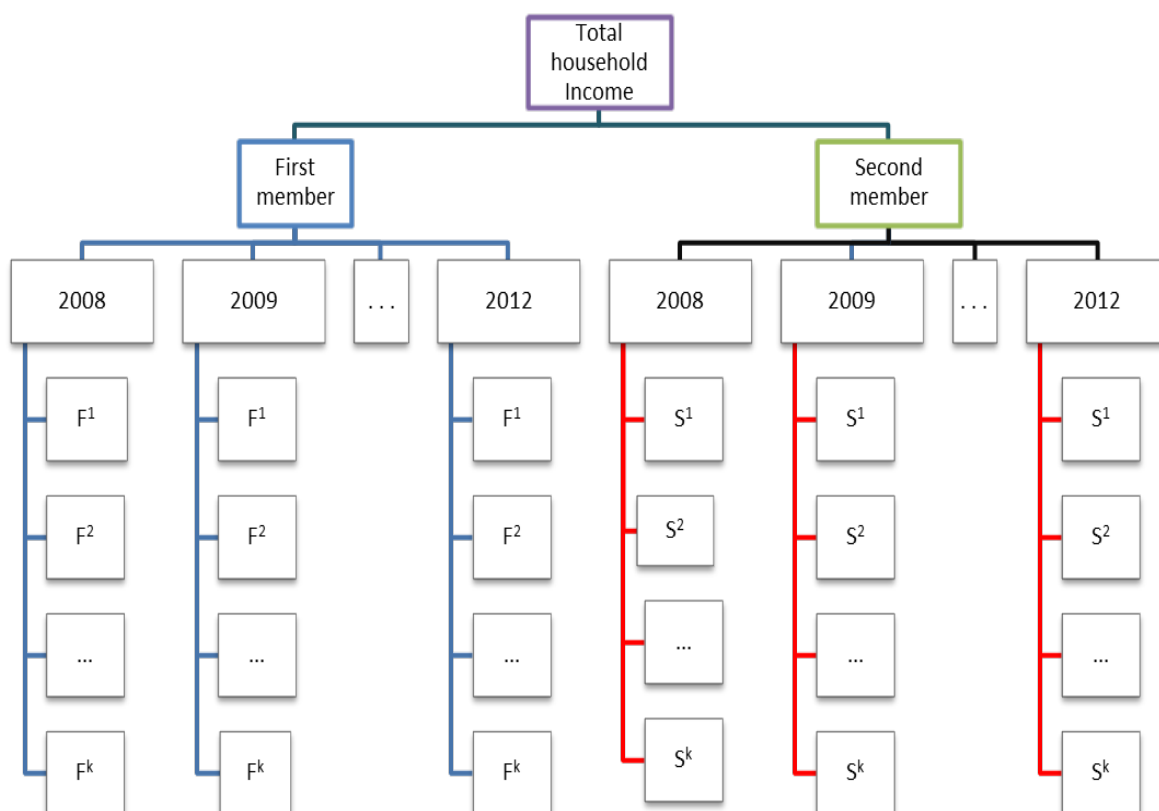 Total
household
Income
First
member
Second
member
2008
2009
. . .
2012
2008
2009
. . .
2012
F¹
F¹
F¹
S¹
S¹
S¹
F²
F²
F²
S²
S²
S²
...
...
...
...
...
...
Fᵏ
Fᵏ
Fᵏ
Sᵏ
Sᵏ
Sᵏ